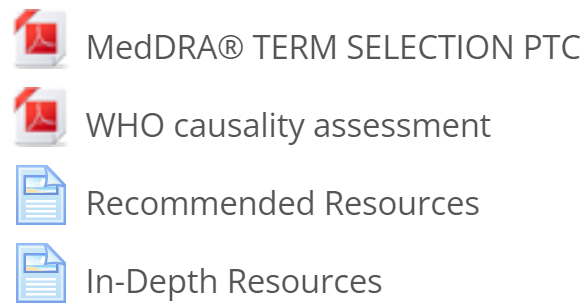 MedDRA® TERM SELECTION PTC
WHO causality assessment
Recommended Resources
In-Depth Resources